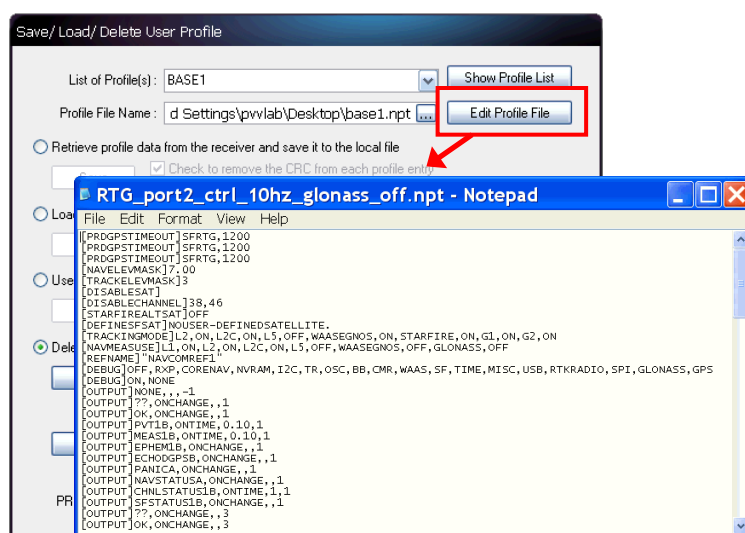 Save/ Load/ Delete User Profile
List of Profile(s) : BASE1 Show Profile List
Profile File Name : d Settings\pvvlab\Desktop\base1.npt ... Edit Profile File
Retrieve profile data from the receiver and save it to the local file
Check to remove the CRC from each profile entry
RTG_port2_ctrl_10hz_glonass_off.npt - Notepad
Loa
File Edit Format View Help
[PRDGPSTIMEOUT]SFRTG,1200
[PRDGPSTIMEOUT]SFRTG,1200
[PRDGPSTIMEOUT]SFRTG,1200
[NAVELEVMASK]7.00
Use
[TRACKELEVMASK]3
[DISABLESAT]
[DISABLECHANNEL]38,46
[STARFIREALTSAT]OFF
[DEFINESFSAT]NOUSER-DEFINEDSATELLITE.
[TRACKINGMODE]L2,ON,L2C,ON,L5,OFF,WAASEGNOS,ON,STARFIRE,ON,G1,ON,G2,ON
Dele
[NAVMEASUSE]L1,ON,L2,ON,L2C,ON,L5,OFF,WAASEGNOS,OFF,GLONASS,OFF
[REFNAME]"NAVCOMREF1"
[DEBUG]OFF,RXP,CORENAV,NVRAM,I2C,TR,OSC,BB,CMR,WAAS,SF,TIME,MISC,USB,RTKRADIO,SPI,GLONASS,GPS
[DEBUG]ON,NONE
[OUTPUT]NONE,,,-1
[OUTPUT]??,ONCHANGE,,1
[OUTPUT]OK,ONCHANGE,,1
[OUTPUT]PVT1B,ONTIME,0.10,1
[OUTPUT]MEAS1B,ONTIME,0.10,1
[OUTPUT]EPHEM1B,ONCHANGE,,1
[OUTPUT]ECHODGPSB,ONCHANGE,,1
[OUTPUT]PANICA,ONCHANGE,,1
[OUTPUT]NAVSTATUSA,ONCHANGE,,1
[OUTPUT]CHNLSTATUS1B,ONTIME,1,1
PR
[OUTPUT]SFSTATUS1B,ONCHANGE,,1
[OUTPUT]??,ONCHANGE,,3
[OUTPUT]OK,ONCHANGE,,3